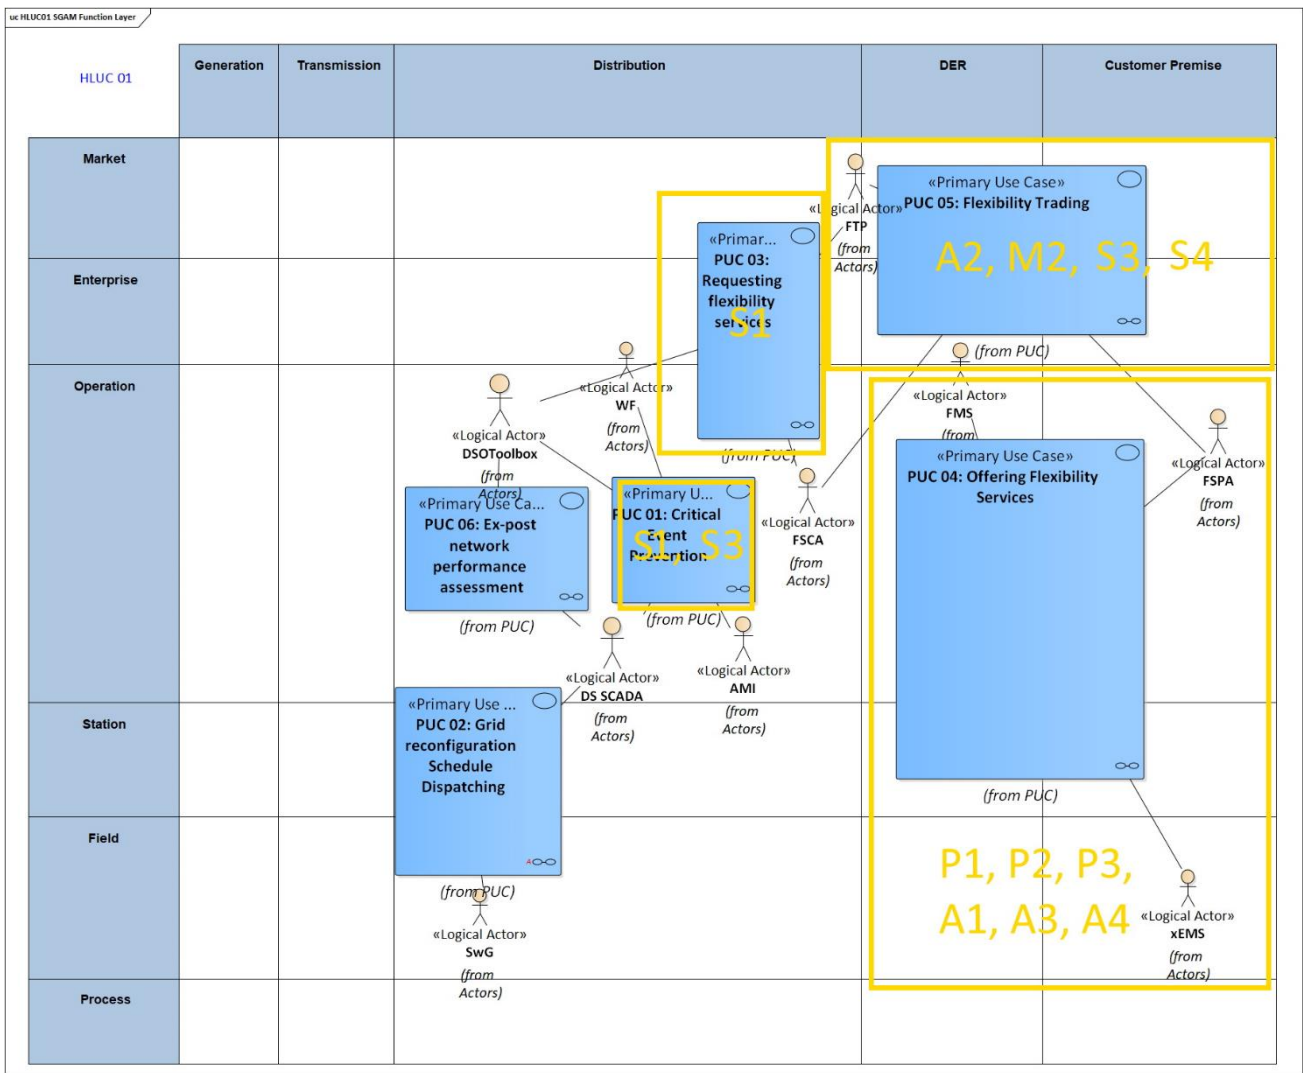 uc HLUC01 SGAM Function Layer
HLUC 01
Generation
Transmission
Distribution
DER
Customer Premise
Market
Enterprise
Operation
Station
Field
Process
«Logical Actor»
FTP
(from
Actors)
«Primary Use Case»
PUC 05: Flexibility Trading
A2, M2, S3, S4
(from PUC)
«Primar...
PUC 03:
Requesting
flexibility
services
S1
(from PUC)
«Logical Actor»
WF
(from
Actors)
«Logical Actor»
DSOToolbox
(from
Actors)
«Logical Actor»
FMS
(from
«Logical Actor»
FSPA
(from
Actors)
«Primary Use Case»
PUC 04: Offering Flexibility
Services
(from PUC)
«Primary Use Ca...
PUC 06: Ex-post
network
performance
assessment
(from PUC)
«Primary U...
PUC 01: Critical
Event
Prevention
S1, S3
(from PUC)
«Logical Actor»
FSCA
(from
Actors)
«Logical Actor»
DS SCADA
(from
Actors)
«Logical Actor»
AMI
(from
Actors)
«Primary Use ...
PUC 02: Grid
reconfiguration
Schedule
Dispatching
(from PUC)
«Logical Actor»
SwG
(from
Actors)
P1, P2, P3,
A1, A3, A4
«Logical Actor»
xEMS
(from
Actors)